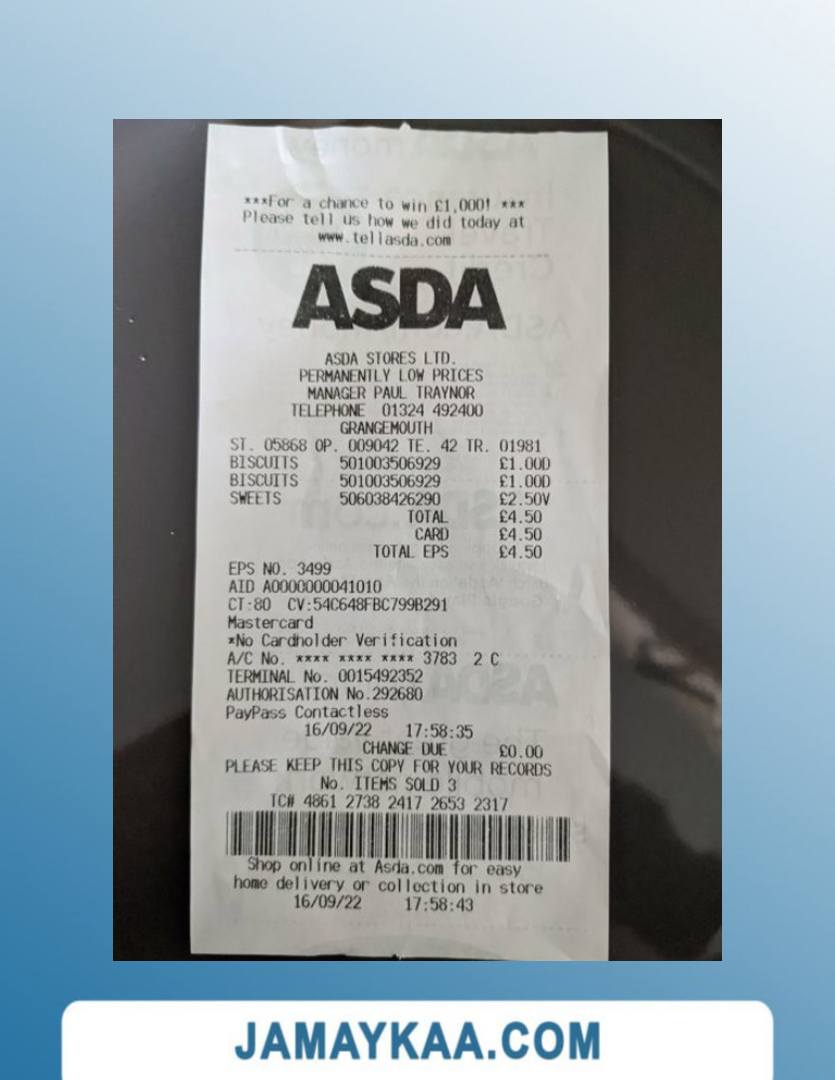 ***For a chance to win £1,000! ***
Please tell us how we did today at
www.tellasda.com
ASDA
ASDA STORES LTD.
PERMANENTLY LOW PRICES
MANAGER PAUL TRAYNOR
TELEPHONE 01324 492400
GRANGEMOUTH
ST. 05868 OP. 009042 TE. 42 TR. 01981
BISCUITS 501003506929 £1.00D
BISCUITS 501003506929 £1.00D
SWEETS 506038426290 £2.50V
TOTAL £4.50
CARD £4.50
TOTAL EPS £4.50
EPS NO. 3499
AID A0000000041010
CT:80 CV:54C648FBC799B291
Mastercard
*No Cardholder Verification
A/C No. **** **** **** 3783 2 C
TERMINAL No. 0015492352
AUTHORISATION No.292680
PayPass Contactless
16/09/22 17:58:35
CHANGE DUE £0.00
PLEASE KEEP THIS COPY FOR YOUR RECORDS
No. ITEMS SOLD 3
TC# 4861 2738 2417 2653 2317
Shop online at Asda.com for easy
home delivery or collection in store
16/09/22 17:58:43
JAMAYKAA.COM